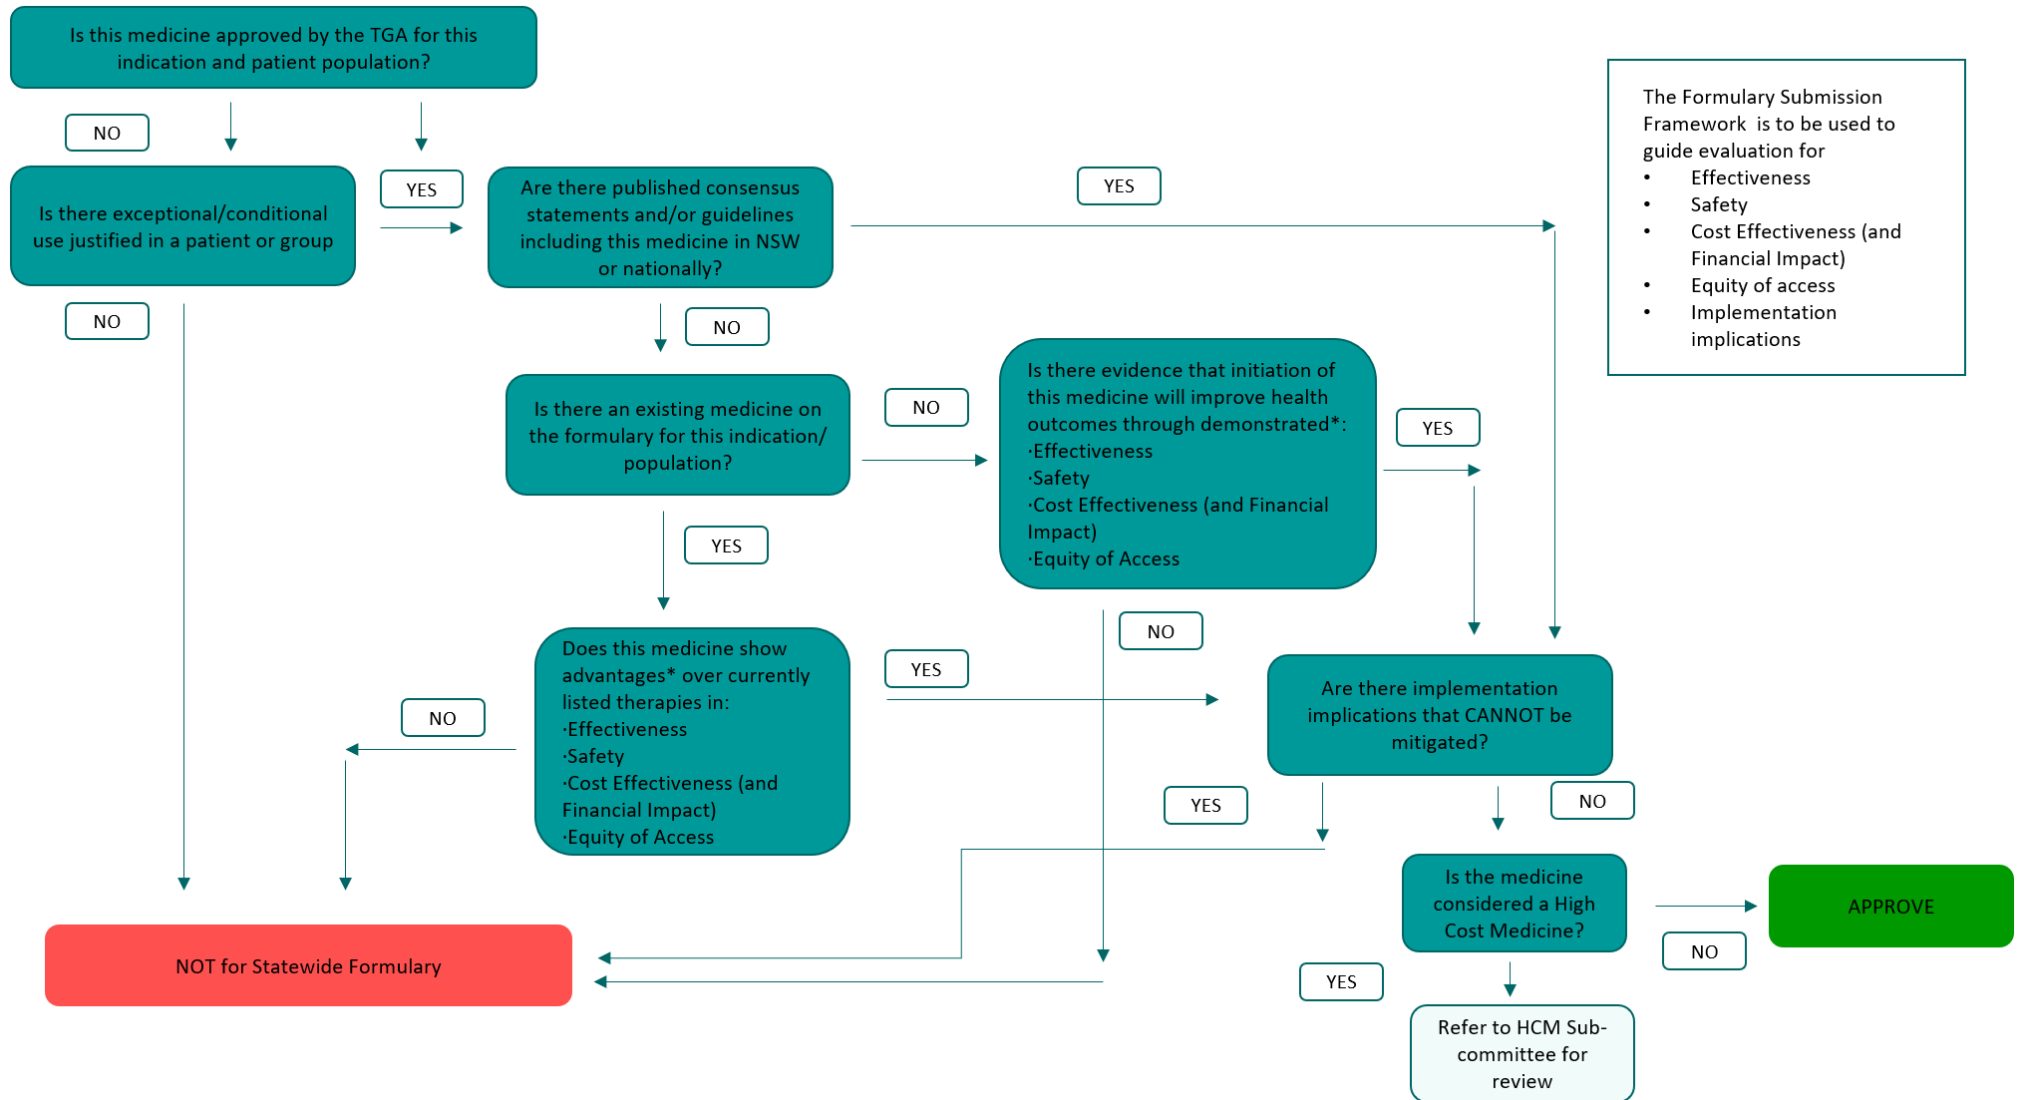 Is this medicine approved by the TGA for this
indication and patient population?
NO
YES
Is there exceptional/conditional
use justified in a patient or group
NO
Are there published consensus
statements and/or guidelines
including this medicine in NSW
or nationally?
YES
NO
The Formulary Submission
Framework is to be used to
guide evaluation for
• Effectiveness
• Safety
• Cost Effectiveness (and
Financial Impact)
• Equity of access
• Implementation
implications
Is there an existing medicine on
the formulary for this indication/
population?
NO
YES
Is there evidence that initiation of
this medicine will improve health
outcomes through demonstrated*:
·Effectiveness
·Safety
·Cost Effectiveness (and Financial
Impact)
·Equity of Access
YES
NO
Does this medicine show
advantages* over currently
listed therapies in:
·Effectiveness
·Safety
·Cost Effectiveness (and
Financial Impact)
·Equity of Access
YES
NO
Are there implementation
implications that CANNOT be
mitigated?
YES
NO
Is the medicine
considered a High
Cost Medicine?
NO
APPROVE
YES
Refer to HCM Sub-
committee for
review
NOT for Statewide Formulary